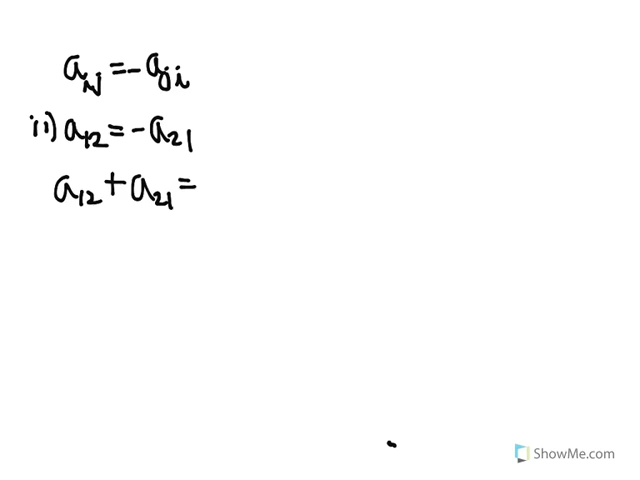 aᵢⱼ = -aⱼᵢ
ii) a₁₂ = -a₂₁
a₁₂ + a₂₁ =
ShowMe.com